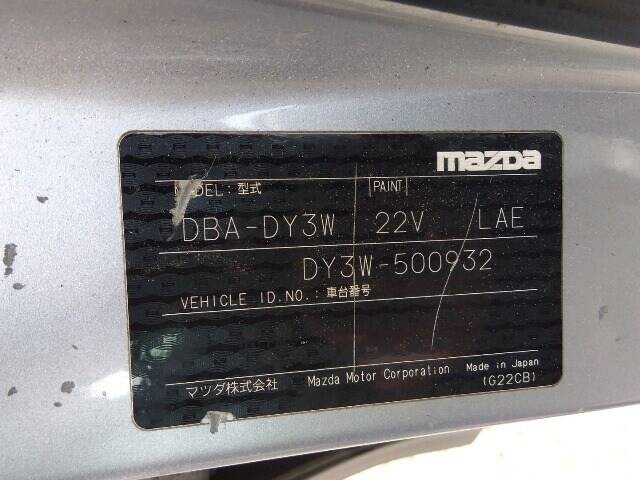 mazda
MODEL : 型式 PAINT
DBA-DY3W 22V LAE
DY3W-500932
VEHICLE ID.NO. : 車台番号
マツダ株式会社 Mazda Motor Corporation Made in Japan
(G22CB)